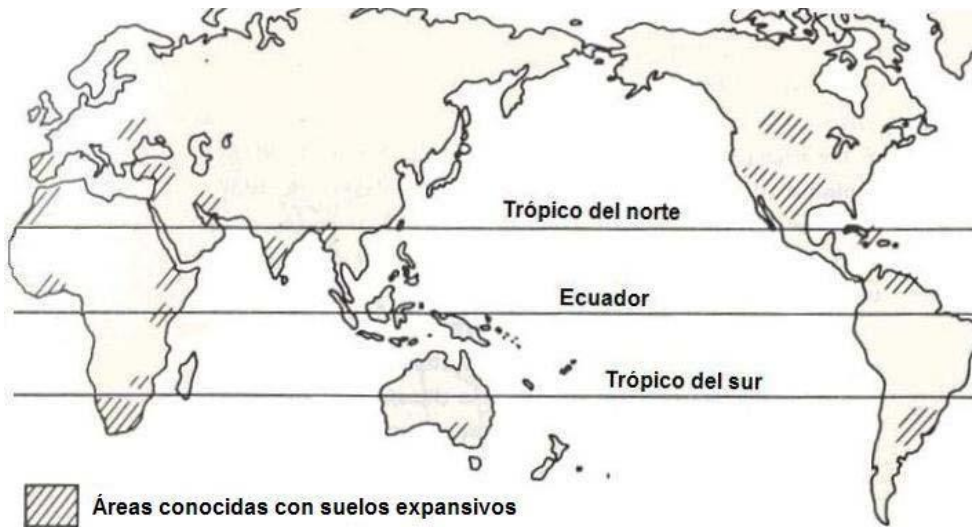 Trópico del norte
Ecuador
Trópico del sur
Áreas conocidas con suelos expansivos